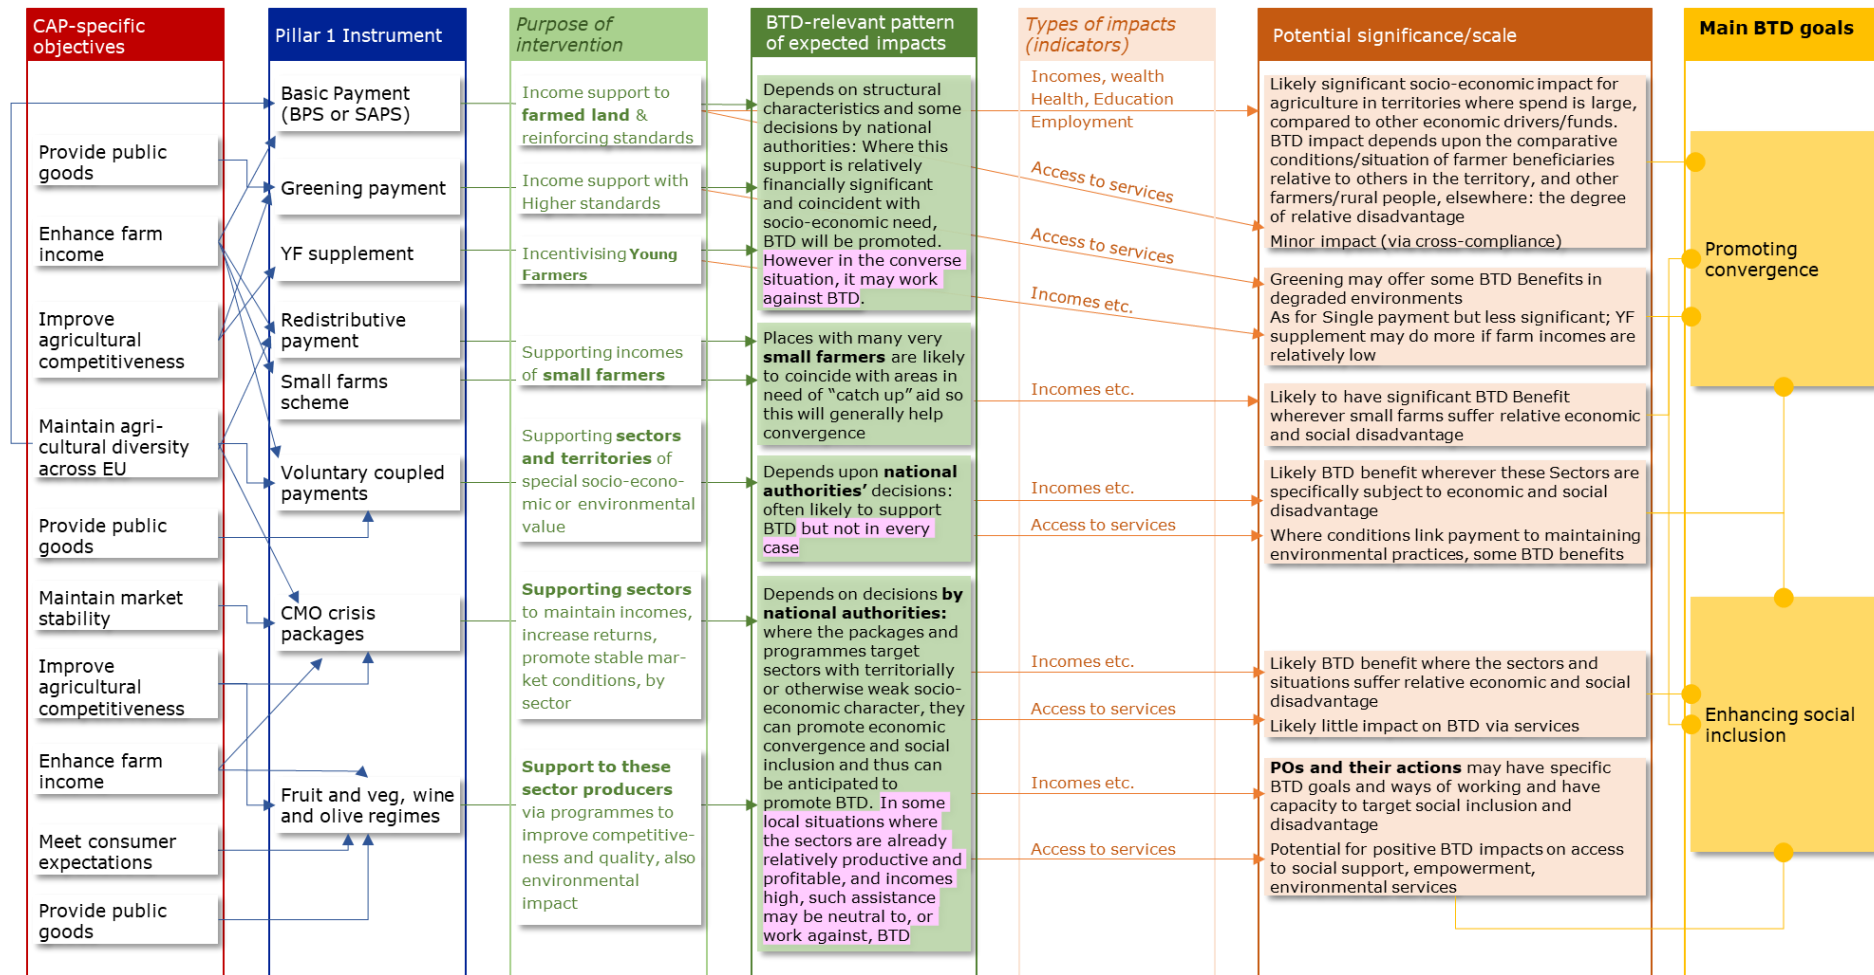 CAP-specific
objectives
Provide public
goods
Enhance farm
income
Improve
agricultural
competitiveness
Maintain agri-
cultural diversity
across EU
Provide public
goods
Maintain market
stability
Improve
agricultural
competitiveness
Enhance farm
income
Meet consumer
expectations
Provide public
goods
Pillar 1 Instrument
Basic Payment
(BPS or SAPS)
Greening payment
YF supplement
Redistributive
payment
Small farms
scheme
Voluntary coupled
payments
CMO crisis
packages
Fruit and veg, wine
and olive regimes
Purpose of
intervention
Income support to
farmed land &
reinforcing standards
Income support with
Higher standards
Incentivising Young
Farmers
Supporting incomes
of small farmers
Supporting sectors
and territories of
special socio-econo-
mic or environmental
value
Supporting sectors
to maintain incomes,
increase returns,
promote stable mar-
ket conditions, by
sector
Support to these
sector producers
via programmes to
improve competitive-
ness and quality, also
environmental
impact
BTD-relevant pattern
of expected impacts
Depends on structural
characteristics and some
decisions by national
authorities: Where this
support is relatively
financially significant
and coincident with
socio-economic need,
BTD will be promoted.
However in the converse
situation, it may work
against BTD.
Places with many very
small farmers are likely
to coincide with areas in
need of “catch up” aid so
this will generally help
convergence
Depends upon national
authorities’ decisions:
often likely to support
BTD but not in every
case
Depends on decisions by
national authorities:
where the packages and
programmes target
sectors with territorially
or otherwise weak socio-
economic character, they
can promote economic
convergence and social
inclusion and thus can
be anticipated to
promote BTD. In some
local situations where
the sectors are already
relatively productive and
profitable, and incomes
high, such assistance
may be neutral to, or
work against, BTD
Types of impacts
(indicators)
Incomes, wealth
Health, Education
Employment
Access to services
Access to services
Incomes etc.
Incomes etc.
Incomes etc.
Access to services
Incomes etc.
Access to services
Incomes etc.
Access to services
Potential significance/scale
Likely significant socio-economic impact for
agriculture in territories where spend is large,
compared to other economic drivers/funds.
BTD impact depends upon the comparative
conditions/situation of farmer beneficiaries
relative to others in the territory, and other
farmers/rural people, elsewhere: the degree
of relative disadvantage
Minor impact (via cross-compliance)
Greening may offer some BTD Benefits in
degraded environments
As for Single payment but less significant; YF
supplement may do more if farm incomes are
relatively low
Likely to have significant BTD Benefit
wherever small farms suffer relative economic
and social disadvantage
Likely BTD benefit wherever these Sectors are
specifically subject to economic and social
disadvantage
Where conditions link payment to maintaining
environmental practices, some BTD benefits
Likely BTD benefit where the sectors and
situations suffer relative economic and social
disadvantage
Likely little impact on BTD via services
POs and their actions may have specific
BTD goals and ways of working and have
capacity to target social inclusion and
disadvantage
Potential for positive BTD impacts on access
to social support, empowerment,
environmental services
Main BTD goals
Promoting
convergence
Enhancing social
inclusion